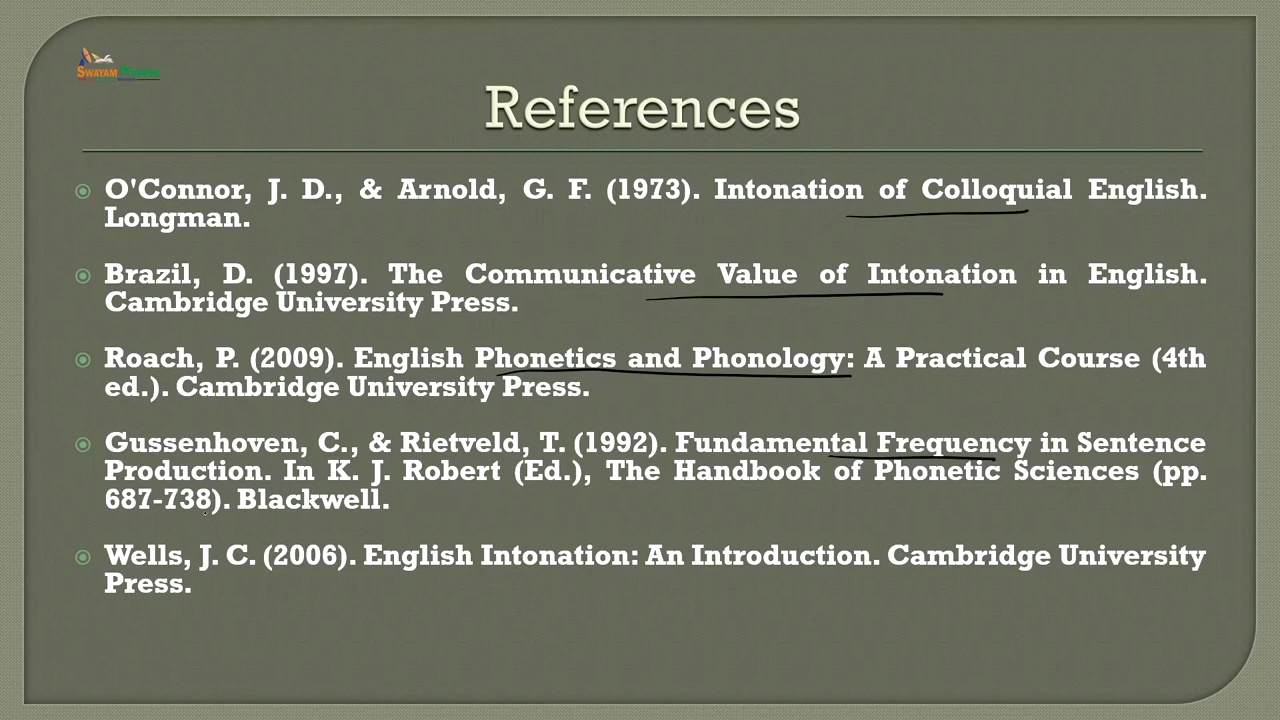 SWAYAM PRABHA
References
O'Connor, J. D., & Arnold, G. F. (1973). Intonation of Colloquial English.
Longman.
Brazil, D. (1997). The Communicative Value of Intonation in English.
Cambridge University Press.
Roach, P. (2009). English Phonetics and Phonology: A Practical Course (4th
ed.). Cambridge University Press.
Gussenhoven, C., & Rietveld, T. (1992). Fundamental Frequency in Sentence
Production. In K. J. Robert (Ed.), The Handbook of Phonetic Sciences (pp.
687-738). Blackwell.
Wells, J. C. (2006). English Intonation: An Introduction. Cambridge University
Press.